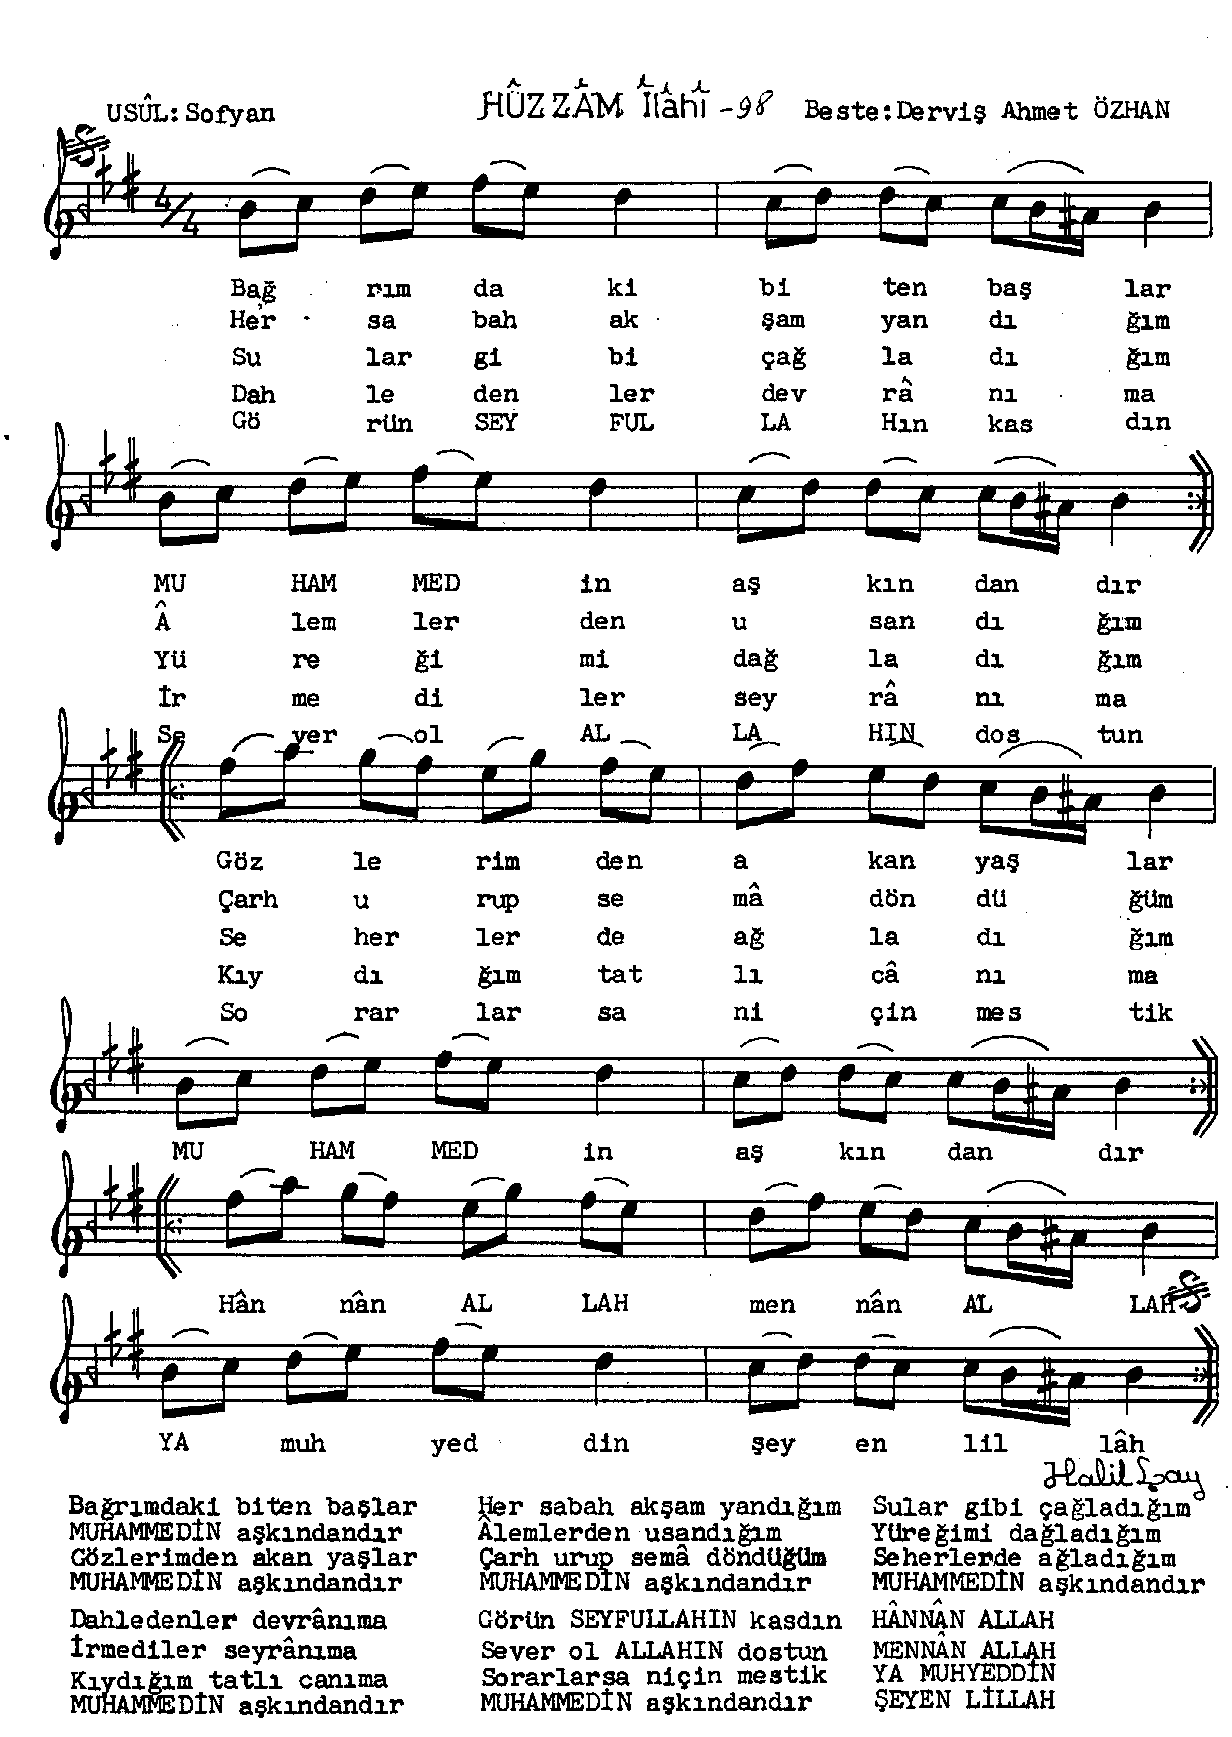 USÛL: Sofyan HÛZZÂM Îlâhî -98 Beste: Derviş Ahmet ÖZHAN
4/4
Bağ rım da ki bi ten baş lar
Her sa bah ak şam yan dı ğım
Su lar gi bi çağ la dı ğım
Dah le den ler dev râ nı ma
Gö rün SEY FUL LA Hın kas dın
MU HAM MED in aş kın dan dır
Â lem ler den u san dı ğım
Yü re ği mi dağ la dı ğım
İr me di ler sey râ nı ma
Se ver ol AL LA HIN dos tun
Göz le rim den a kan yaş lar
Çarh u rup se mâ dön dü ğüm
Se her ler de ağ la dı ğım
Kıy dı ğım tat lı câ nı ma
So rar lar sa ni çin mes tik
MU HAM MED in aş kın dan dır
Hân nân AL LAH men nân AL LAH
YA muh yed din şey en lil lâh
Bağrımdaki biten başlar Her sabah akşam yandığım Sular gibi çağladığım
MUHAMMEDİN aşkındandır Âlemlerden usandığım Yüreğimi dağladığım
Gözlerimden akan yaşlar Çarh urup semâ döndüğüm Seherlerde ağladığım
MUHAMMEDİN aşkındandır MUHAMMEDİN aşkındandır MUHAMMEDİN aşkındandır
Dahledenler devrânıma Görün SEYFULLAHIN kasdın HÂNNÂN ALLAH
İrmediler seyrânıma Sever ol ALLAHIN dostun MENNÂN ALLAH
Kıydığım tatlı canıma Sorarlarsa niçin mestik YA MUHYEDDİN
MUHAMMEDİN aşkındandır MUHAMMEDİN aşkındandır ŞEYEN LİLLAH